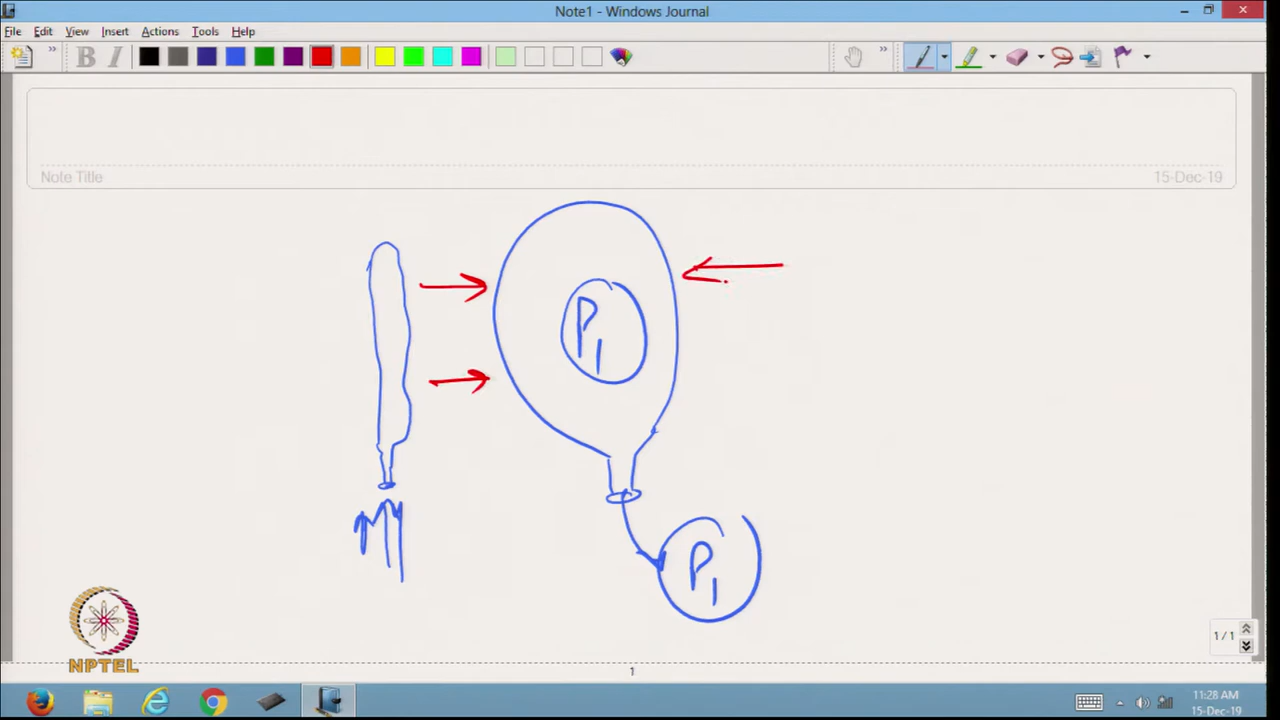 Note1 - Windows Journal
File Edit View Insert Actions Tools Help
B I
Note Title
15-Dec-19
P1
P1
NPTEL
1/1
1
11:28 AM
15-Dec-19